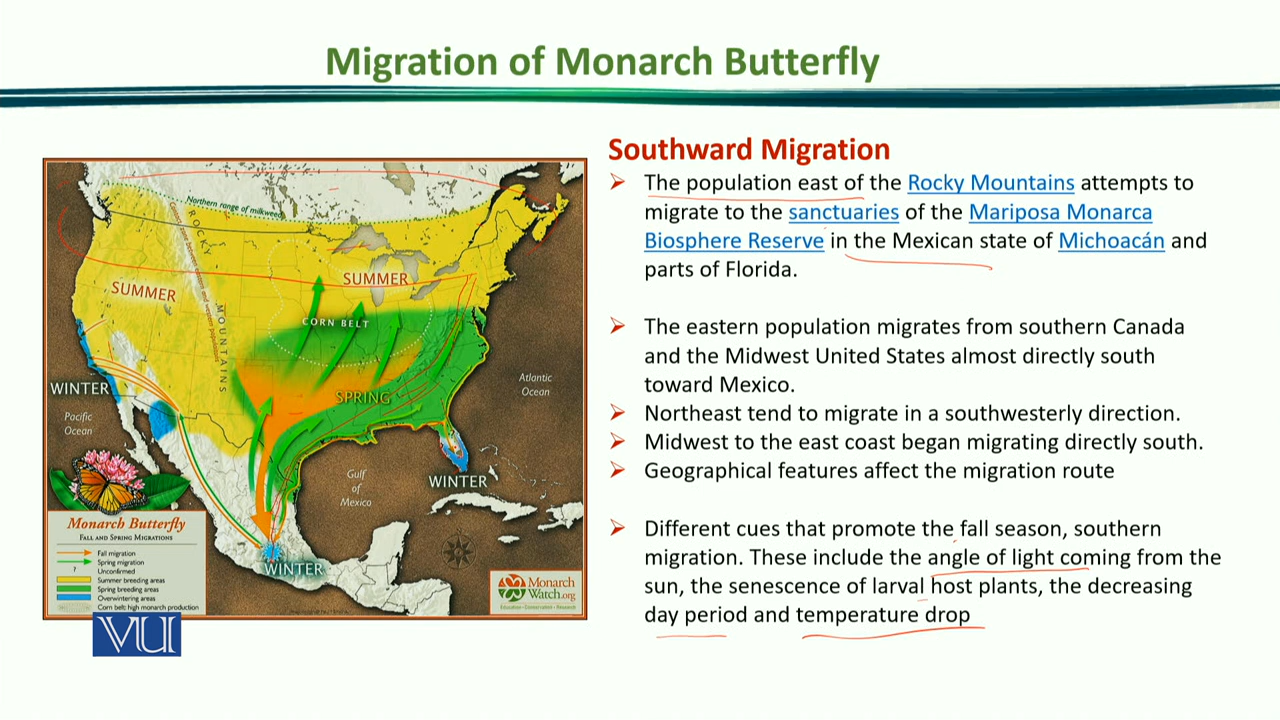 Migration of Monarch Butterfly
Southward Migration
The population east of the Rocky Mountains attempts to
migrate to the sanctuaries of the Mariposa Monarca
Biosphere Reserve in the Mexican state of Michoacán and
parts of Florida.
The eastern population migrates from southern Canada
and the Midwest United States almost directly south
toward Mexico.
Northeast tend to migrate in a southwesterly direction.
Midwest to the east coast began migrating directly south.
Geographical features affect the migration route
Different cues that promote the fall season, southern
migration. These include the angle of light coming from the
sun, the senescence of larval host plants, the decreasing
day period and temperature drop
Northern range of milkweed
ROCKY
MOUNTAINS
SUMMER
SUMMER
CORN BELT
SPRING
WINTER
Pacific
Ocean
Atlantic
Ocean
Gulf
of
Mexico
WINTER
WINTER
Monarch Butterfly
FALL AND SPRING MIGRATIONS
Fall migration
Spring migration
? Unconfirmed
Summer breeding areas
Spring breeding areas
Overwintering areas
Corn belt: high monarch production
Monarch
Watch.org
Education • Conservation • Research
VU